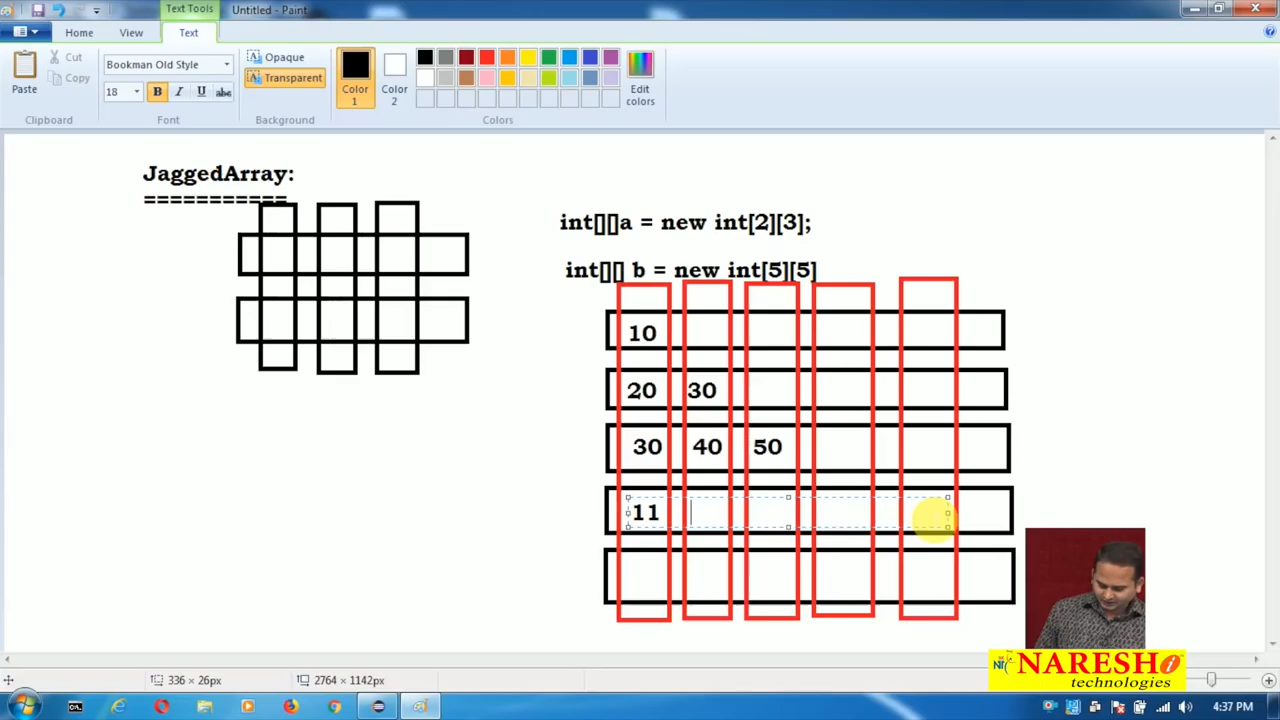 Untitled - Paint
Text Tools
Home
View
Text
Paste
Cut
Copy
Clipboard
Bookman Old Style
18
B
I
U
abc
Font
Opaque
Transparent
Background
Color
1
Color
2
Edit
colors
Colors
JaggedArray:
===========
int[][]a = new int[2][3];
int[][] b = new int[5][5]
10
20 30
30 40 50
11
NARESH i
technologies
336 × 26px
2764 × 1142px
4:37 PM